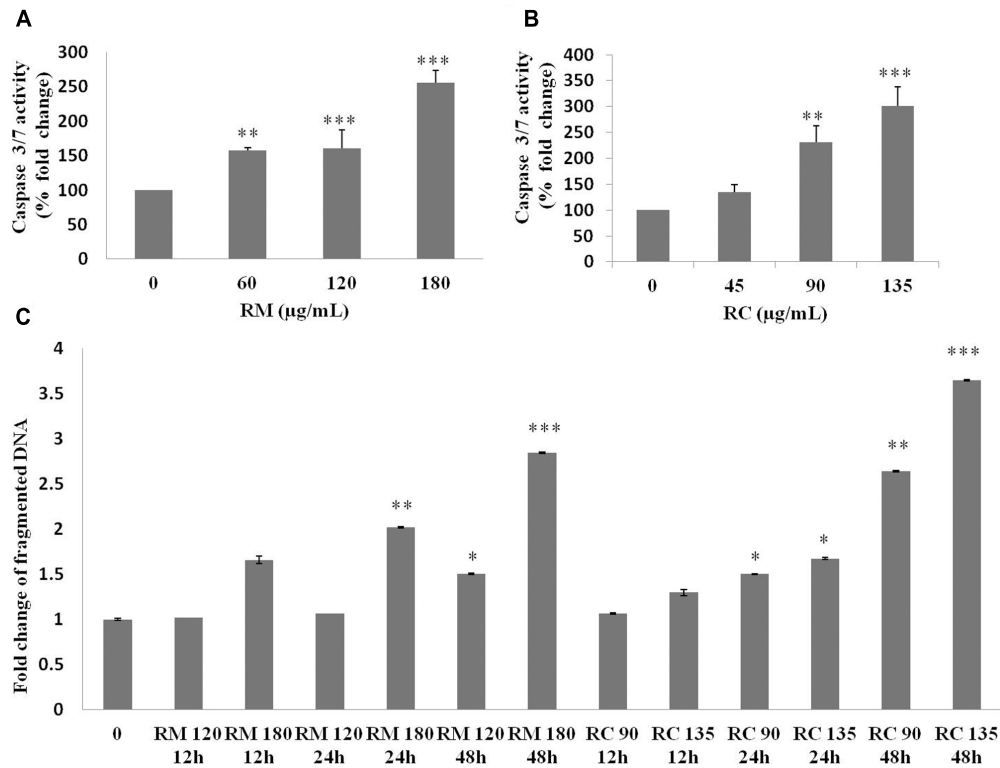 A
Caspase 3/7 activity
(% fold change)
300
250
200
150
100
50
0
**
***
***
0 60 120 180
RM (µg/mL)
B
Caspase 3/7 activity
(% fold change)
400
350
300
250
200
150
100
50
0
**
***
0 45 90 135
RC (µg/mL)
C
Fold change of fragmented DNA
4
3.5
3
2.5
2
1.5
1
0.5
0
**
*
***
*
*
**
***
0 RM 120 RM 180 RM 120 RM 180 RM 120 RM 180 RC 90 RC 135 RC 90 RC 135 RC 90 RC 135
12h 12h 24h 24h 48h 48h 12h 12h 24h 24h 48h 48h